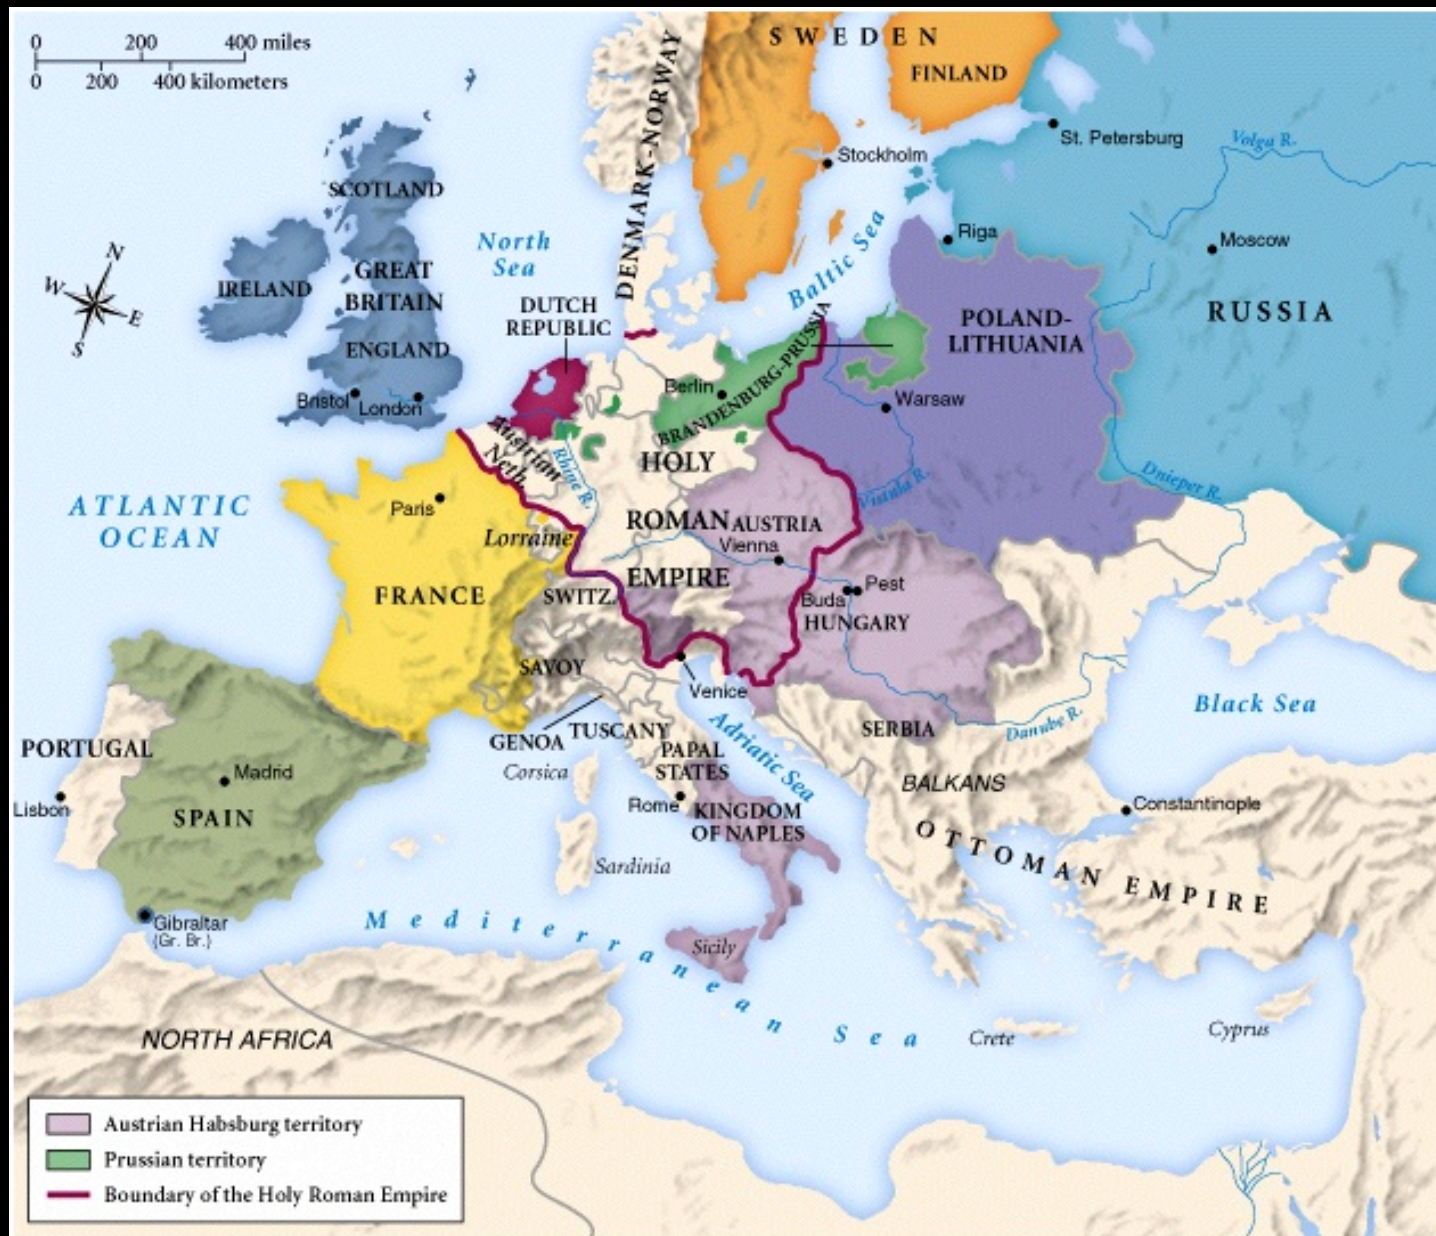 0 200 400 miles
0 200 400 kilometers
N
W
E
S
SWEDEN
FINLAND
DENMARK-NORWAY
St. Petersburg
Stockholm
Volga R.
SCOTLAND
North
Sea
Baltic Sea
Riga
Moscow
IRELAND
GREAT
BRITAIN
DUTCH
REPUBLIC
RUSSIA
POLAND-
LITHUANIA
ENGLAND
BRANDENBURG-PRUSSIA
Berlin
Bristol
London
Warsaw
Austrian
Neth.
Rhine R.
HOLY
Vistula R.
Dnieper R.
ATLANTIC
OCEAN
Paris
ROMAN
AUSTRIA
Lorraine
Vienna
EMPIRE
FRANCE
SWITZ.
Buda
Pest
HUNGARY
SAVOY
Venice
Black Sea
PORTUGAL
GENOA
TUSCANY
Adriatic Sea
SERBIA
Danube R.
Corsica
PAPAL
STATES
Madrid
BALKANS
Lisbon
SPAIN
Rome
KINGDOM
OF NAPLES
Constantinople
OTTOMAN EMPIRE
Sardinia
Gibraltar
(Gr. Br.)
Mediterranean Sea
Sicily
NORTH AFRICA
Crete
Cyprus
Austrian Habsburg territory
Prussian territory
Boundary of the Holy Roman Empire